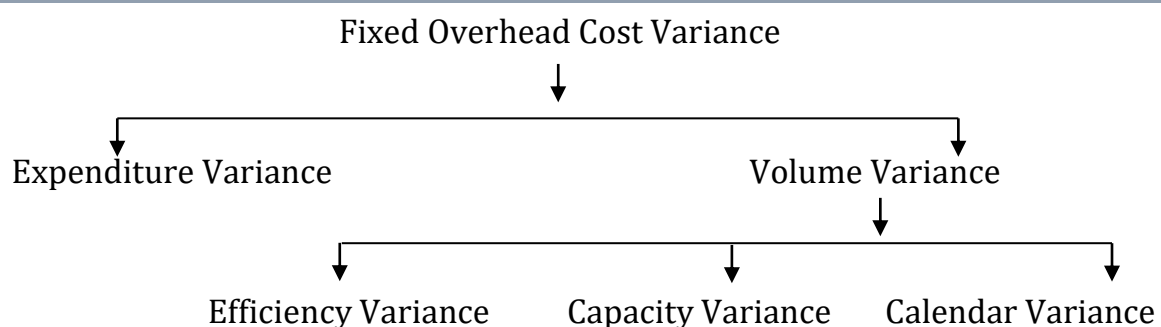 Fixed Overhead Cost Variance
Expenditure Variance Volume Variance
Efficiency Variance Capacity Variance Calendar Variance